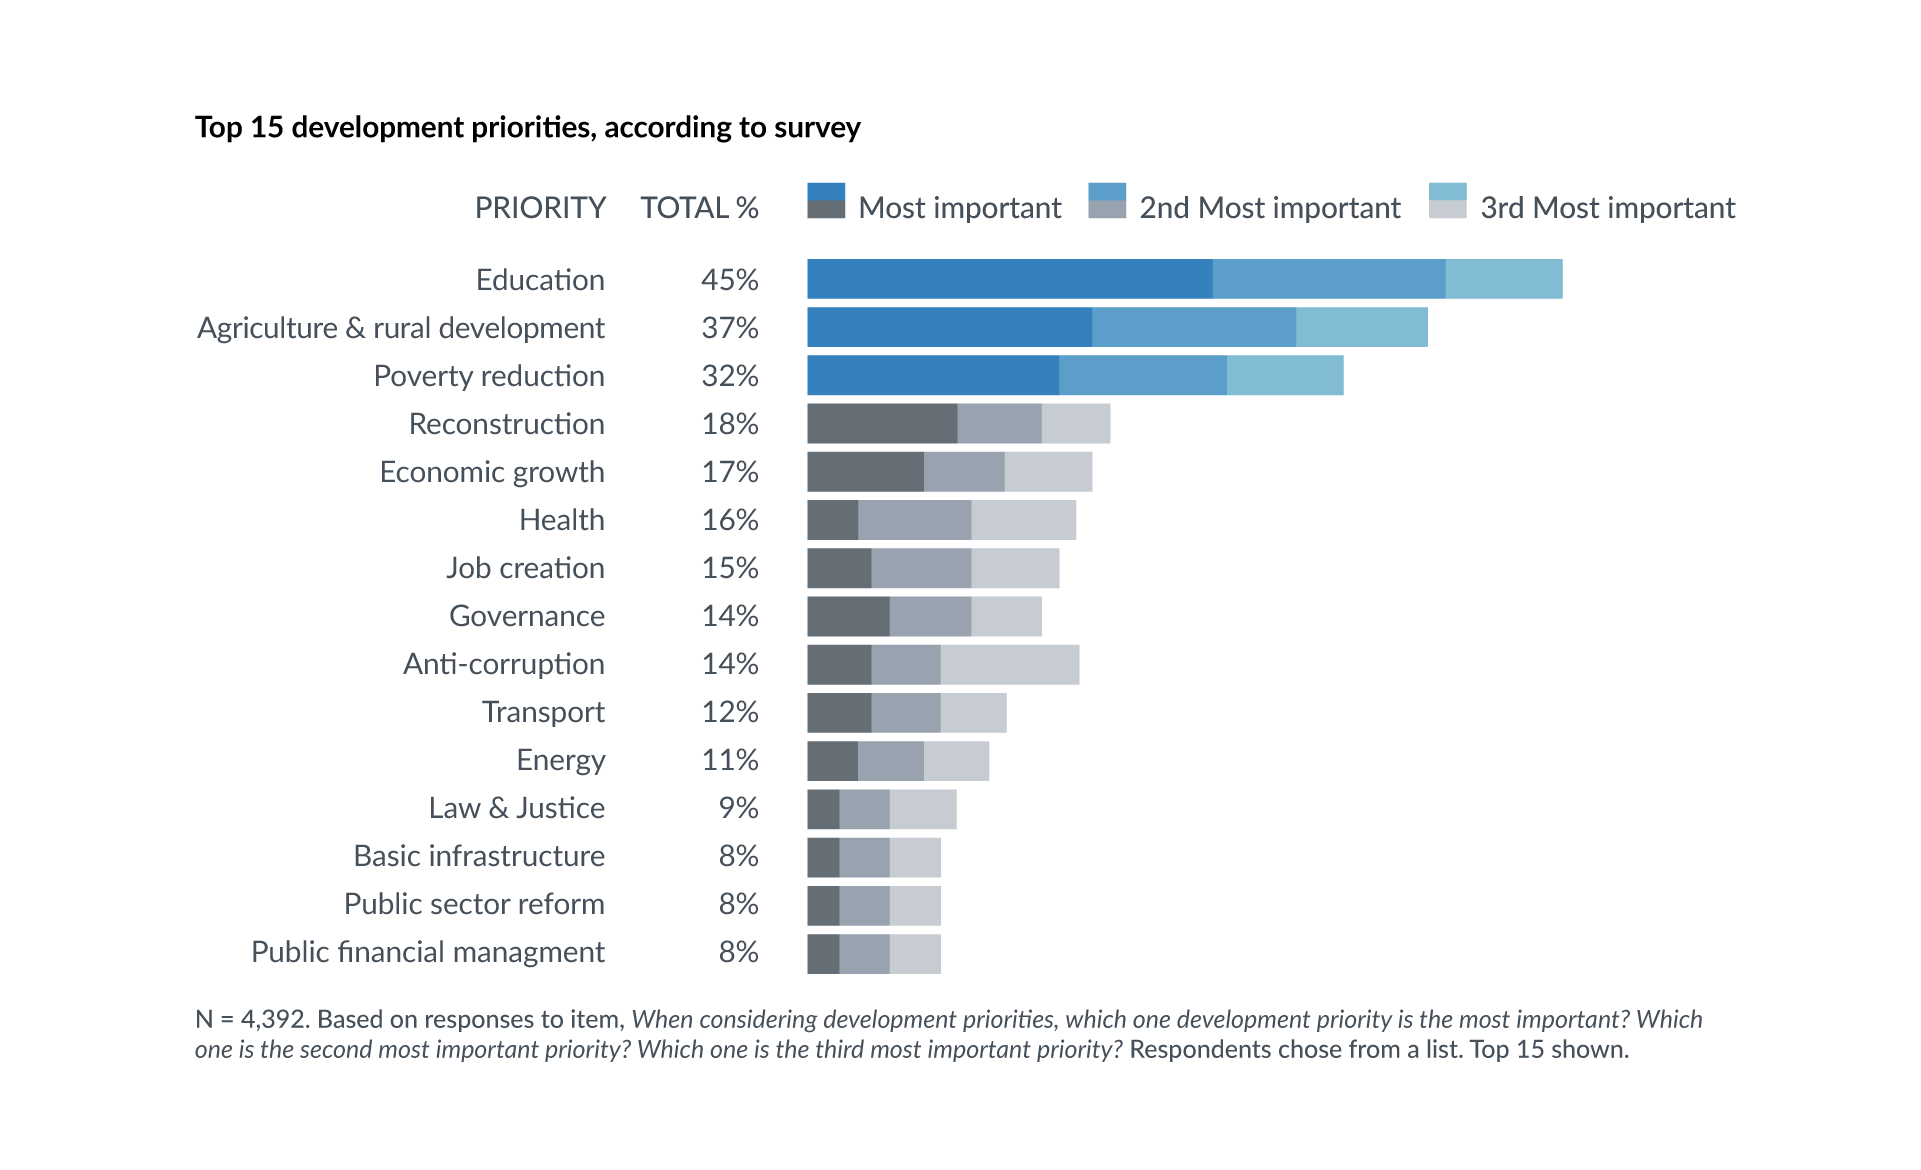 Top 15 development priorities, according to survey
PRIORITY TOTAL % Most important 2nd Most important 3rd Most important
Education 45%
Agriculture & rural development 37%
Poverty reduction 32%
Reconstruction 18%
Economic growth 17%
Health 16%
Job creation 15%
Governance 14%
Anti-corruption 14%
Transport 12%
Energy 11%
Law & Justice 9%
Basic infrastructure 8%
Public sector reform 8%
Public financial managment 8%
N = 4,392. Based on responses to item, When considering development priorities, which one development priority is the most important? Which
one is the second most important priority? Which one is the third most important priority? Respondents chose from a list. Top 15 shown.